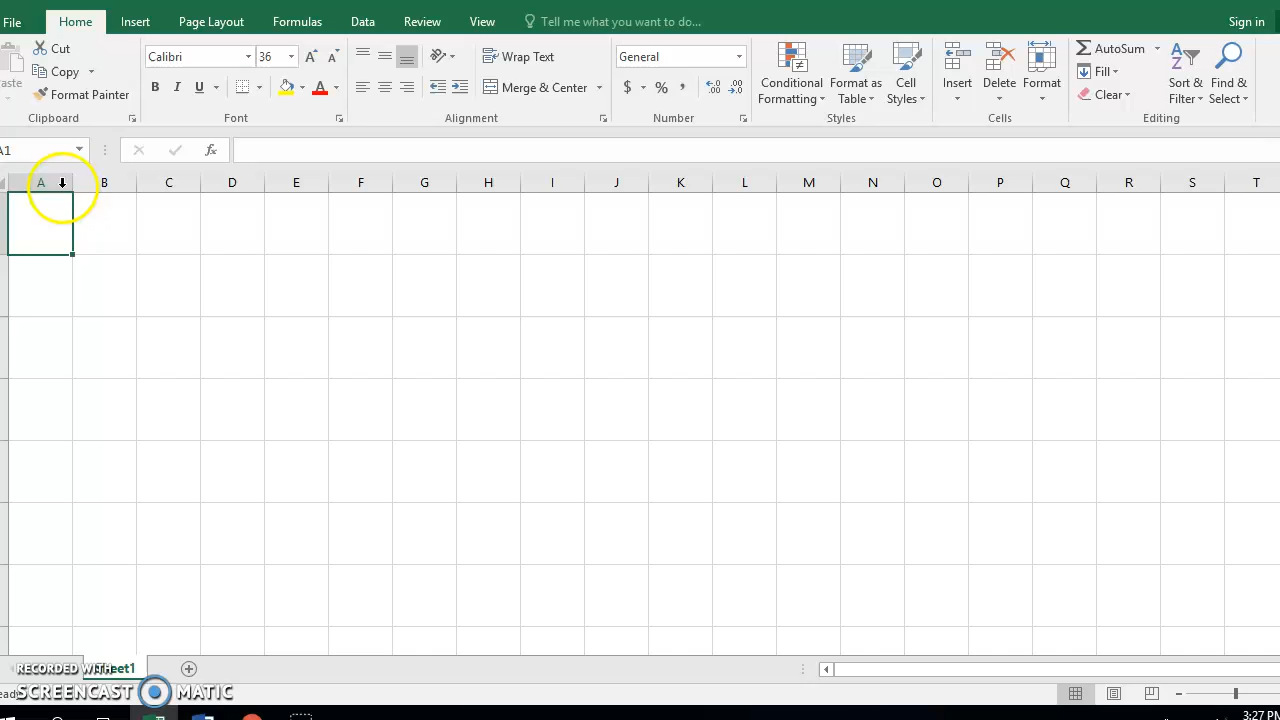 File Home Insert Page Layout Formulas Data Review View Tell me what you want to do... Sign in
Cut
Copy
Format Painter
Clipboard
Calibri 36
B I U A
Font
Wrap Text
Merge & Center
Alignment
General
$ % ,
Number
Conditional Formatting
Format as Table
Cell Styles
Styles
Insert Delete Format
Cells
AutoSum
Fill
Clear
Sort & Filter
Find & Select
Editing
A1 fx
A B C D E F G H I J K L M N O P Q R S T
RECORDED WITH
SCREENCAST MATIC
3:27 PM